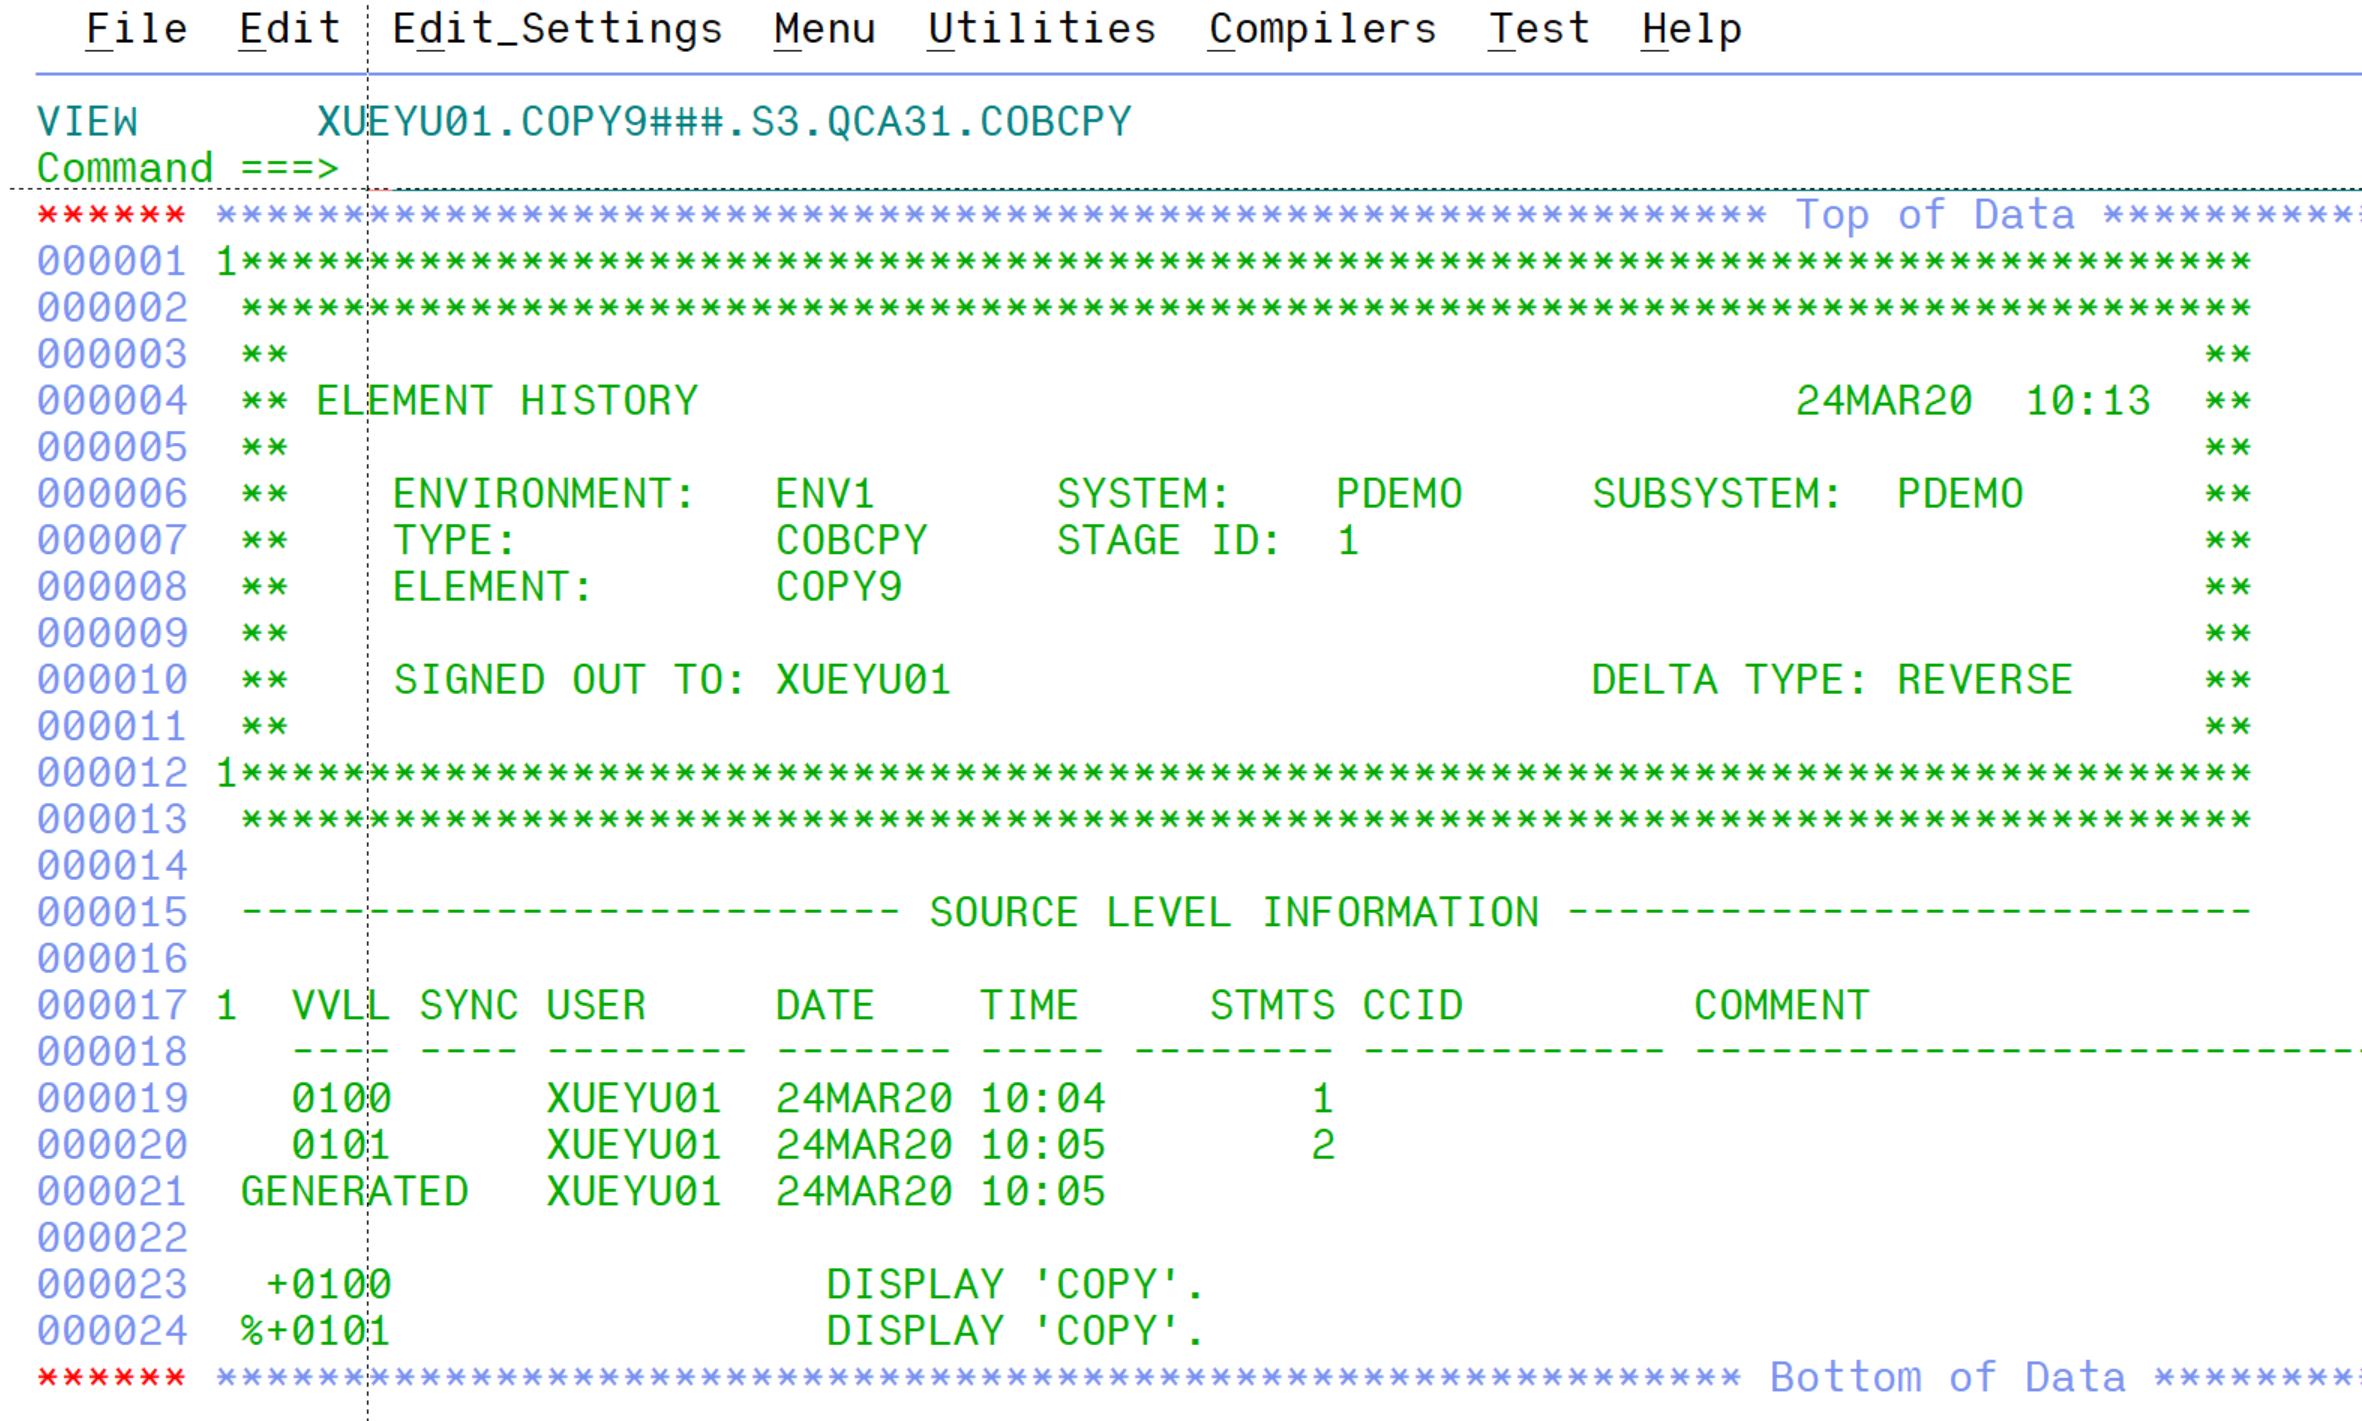 File  Edit  Edit_Settings  Menu  Utilities  Compilers  Test  Help
VIEW       XUEYU01.COPY9###.S3.QCA31.COBCPY
Command ===>
****** ************************************************************* Top of Data **********
000001 1*******************************************************************************
000002  *******************************************************************************
000003  **                                                                           **
000004  ** ELEMENT HISTORY                                           24MAR20  10:13  **
000005  **                                                                           **
000006  **    ENVIRONMENT:   ENV1       SYSTEM:    PDEMO     SUBSYSTEM:  PDEMO       **
000007  **    TYPE:          COBCPY     STAGE ID:  1                                 **
000008  **    ELEMENT:       COPY9                                                   **
000009  **                                                                           **
000010  **    SIGNED OUT TO: XUEYU01                         DELTA TYPE: REVERSE     **
000011  **                                                                           **
000012 1*******************************************************************************
000013  *******************************************************************************
000014
000015  -------------------------- SOURCE LEVEL INFORMATION ---------------------------
000016
000017 1  VVLL SYNC USER     DATE    TIME     STMTS CCID         COMMENT
000018    ---- ---- -------- ------- ----- -------- ------------ --------------------------
000019    0100      XUEYU01  24MAR20 10:04        1
000020    0101      XUEYU01  24MAR20 10:05        2
000021  GENERATED   XUEYU01  24MAR20 10:05
000022
000023   +0100                 DISPLAY 'COPY'.
000024  %+0101                 DISPLAY 'COPY'.
****** ************************************************************ Bottom of Data ********